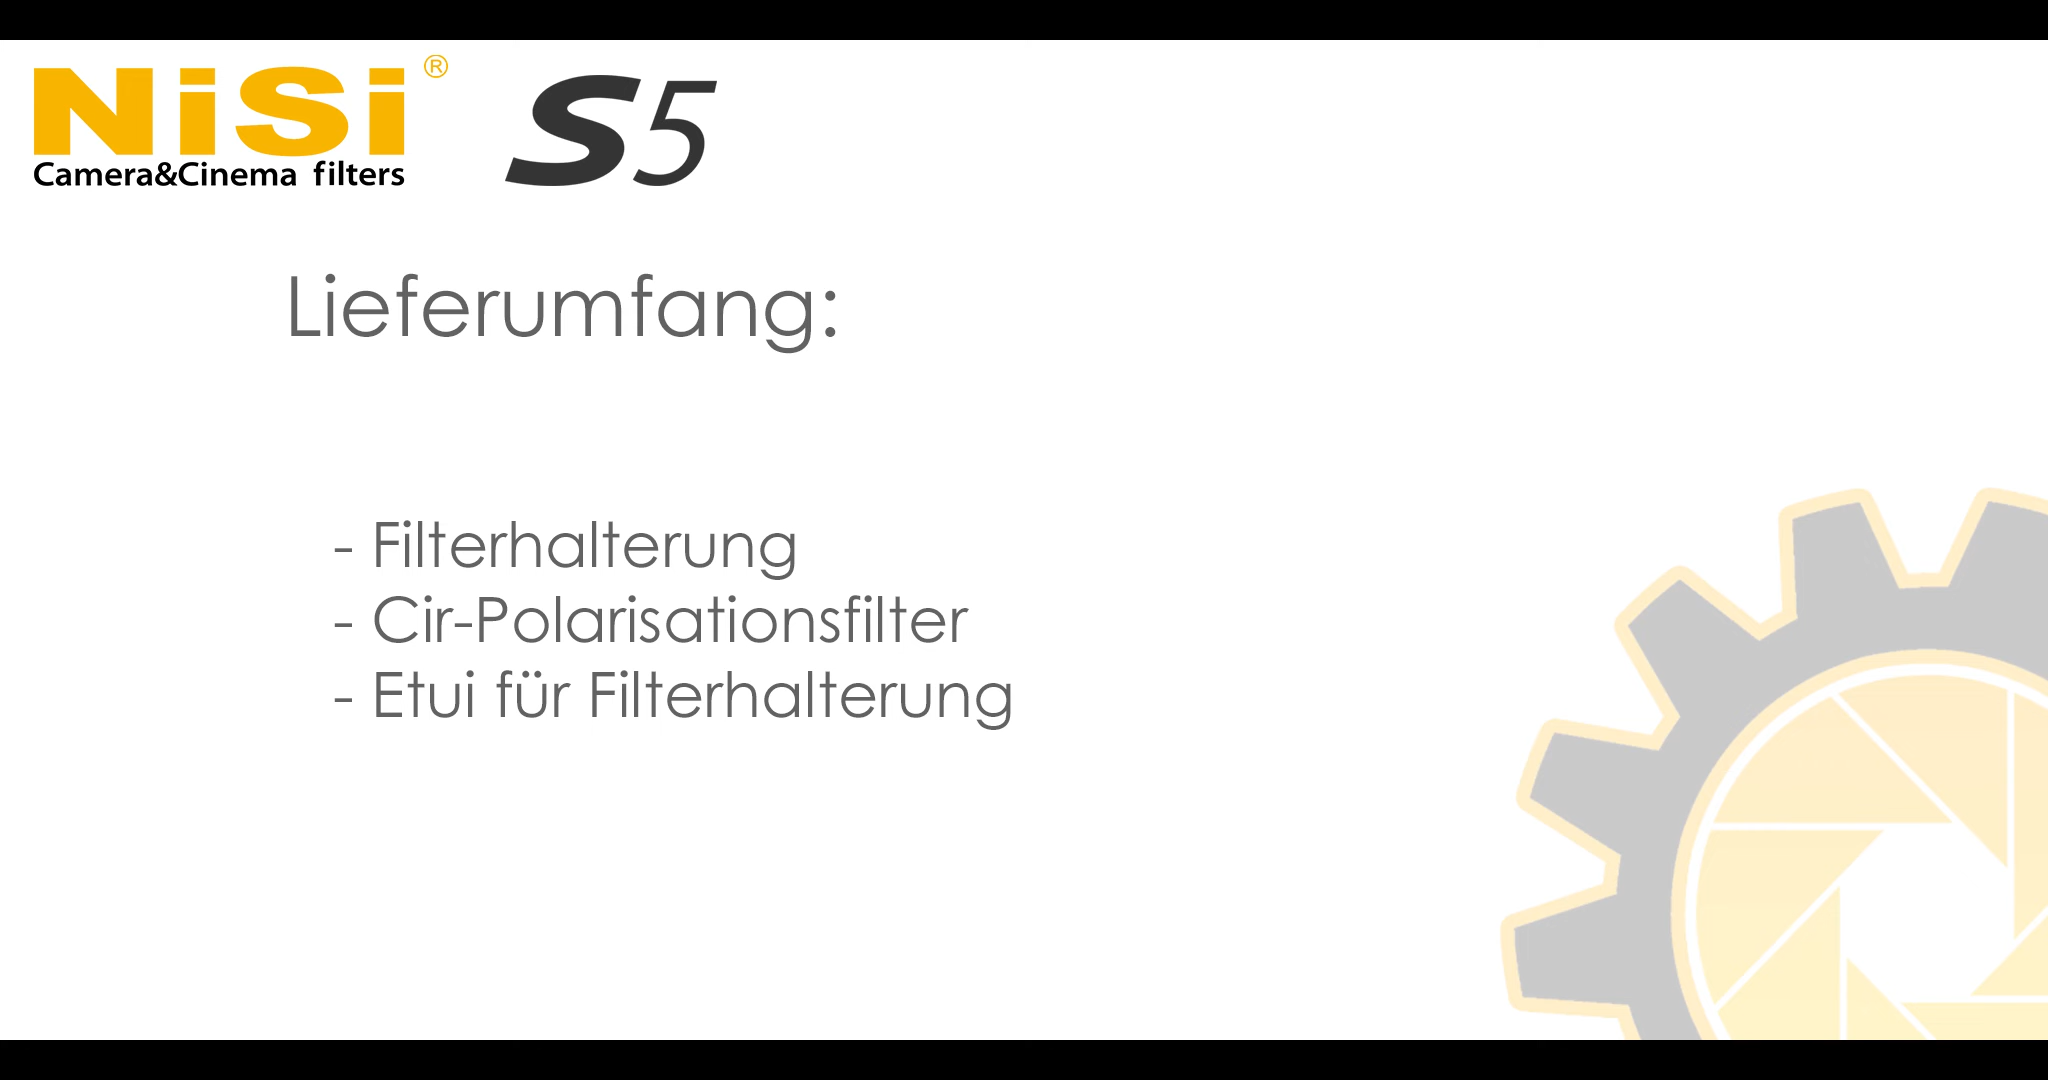 NiSi® S5
Camera&Cinema filters
Lieferumfang:
- Filterhalterung
- Cir-Polarisationsfilter
- Etui für Filterhalterung